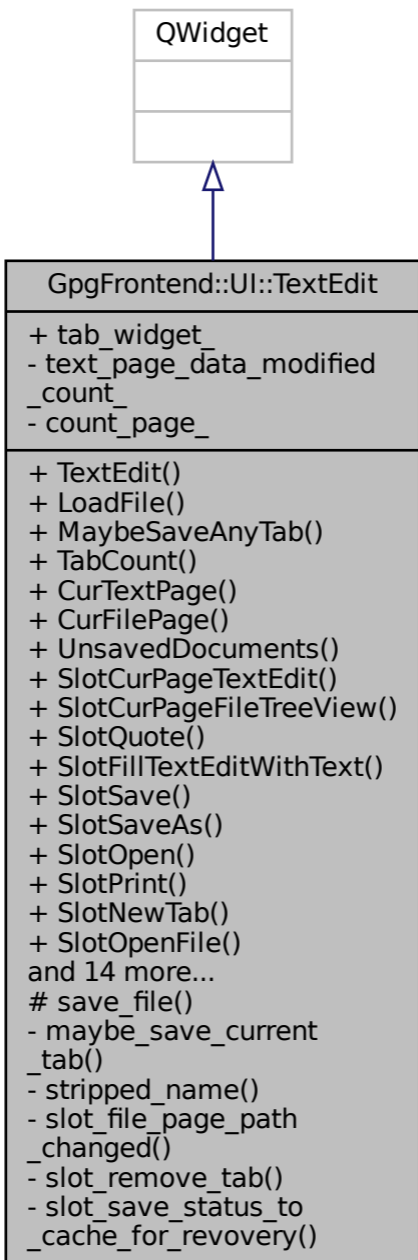 QWidget
GpgFrontend::UI::TextEdit
+ tab_widget_
- text_page_data_modified
_count_
- count_page_
+ TextEdit()
+ LoadFile()
+ MaybeSaveAnyTab()
+ TabCount()
+ CurTextPage()
+ CurFilePage()
+ UnsavedDocuments()
+ SlotCurPageTextEdit()
+ SlotCurPageFileTreeView()
+ SlotQuote()
+ SlotFillTextEditWithText()
+ SlotSave()
+ SlotSaveAs()
+ SlotOpen()
+ SlotPrint()
+ SlotNewTab()
+ SlotOpenFile()
and 14 more...
# save_file()
- maybe_save_current
_tab()
- stripped_name()
- slot_file_page_path
_changed()
- slot_remove_tab()
- slot_save_status_to
_cache_for_revovery()